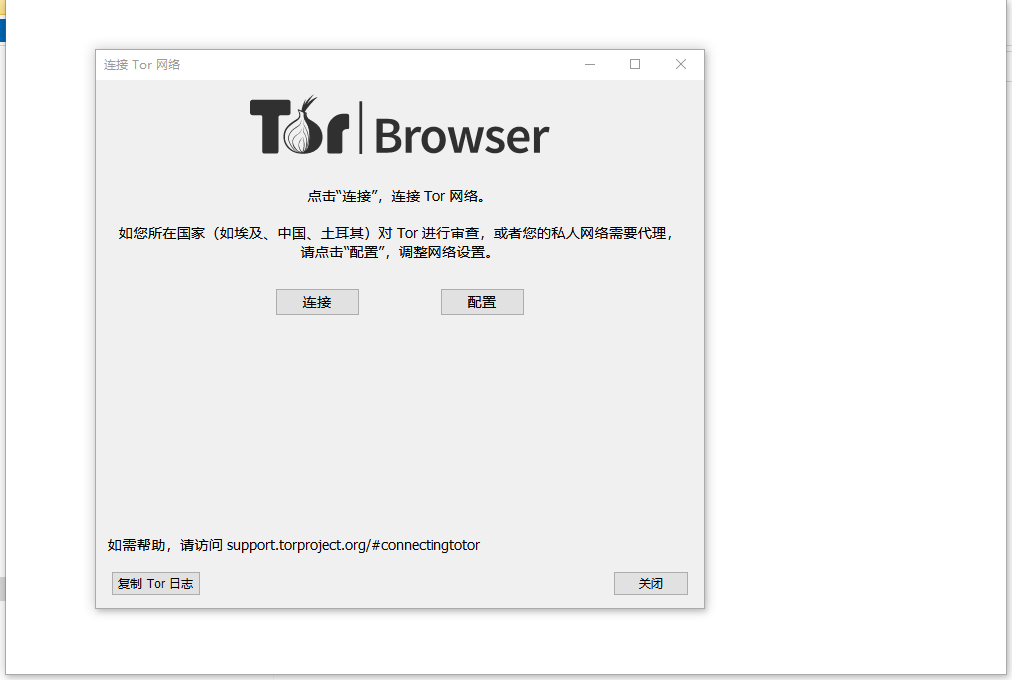 连接 Tor 网络
Tor Browser
点击“连接”，连接 Tor 网络。
如您所在国家（如埃及、中国、土耳其）对 Tor 进行审查，或者您的私人网络需要代理，
请点击“配置”，调整网络设置。
连接
配置
如需帮助，请访问 support.torproject.org/#connectingtotor
复制 Tor 日志
关闭